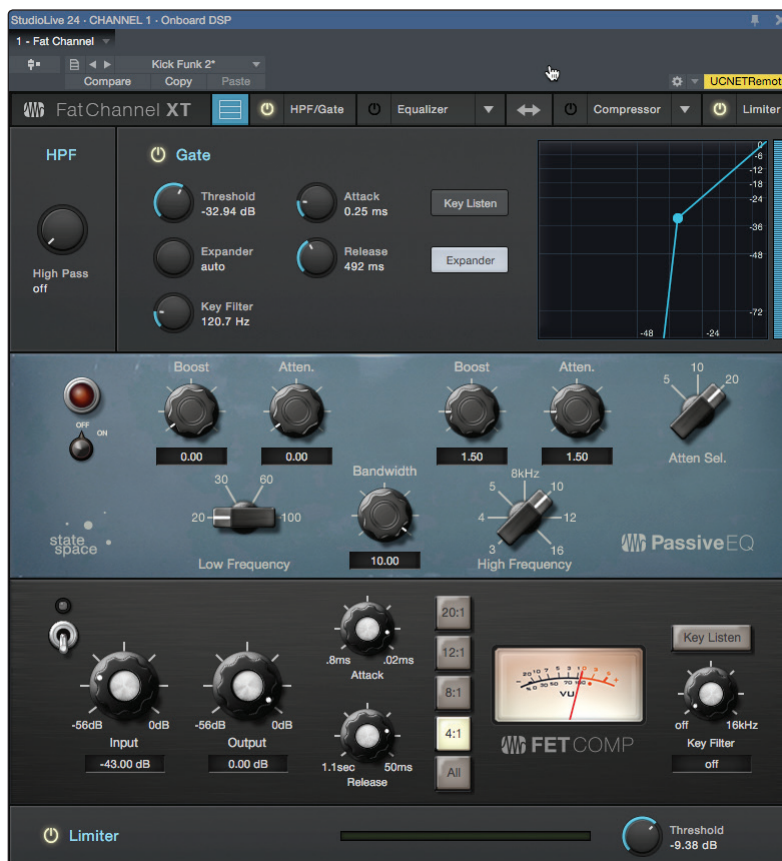 StudioLive 24 · CHANNEL 1 · Onboard DSP
1 - Fat Channel
Kick Funk 2*
Compare Copy Paste
UCNETRemot
FatChannel XT HPF/Gate Equalizer Compressor Limiter
HPF
High Pass
off
Gate
Threshold
-32.94 dB
Attack
0.25 ms
Key Listen
Expander
auto
Release
492 ms
Expander
Key Filter
120.7 Hz
0
-6
-12
-18
-24
-36
-48
-72
-48 -24
Boost Atten. Boost Atten.
5 10 20
OFF ON
0.00 0.00 1.50 1.50
Atten Sel.
Bandwidth
20 30 60 100
3 4 5 8kHz 10 12 16
state
space
Low Frequency
10.00
High Frequency
PassiveEQ
20:1
12:1
8:1
4:1
All
.8ms .02ms
Attack
-56dB 0dB
Input
-43.00 dB
-56dB 0dB
Output
0.00 dB
1.1sec 50ms
Release
VU
FETCOMP
Key Listen
off 16kHz
Key Filter
off
Limiter
Threshold
-9.38 dB